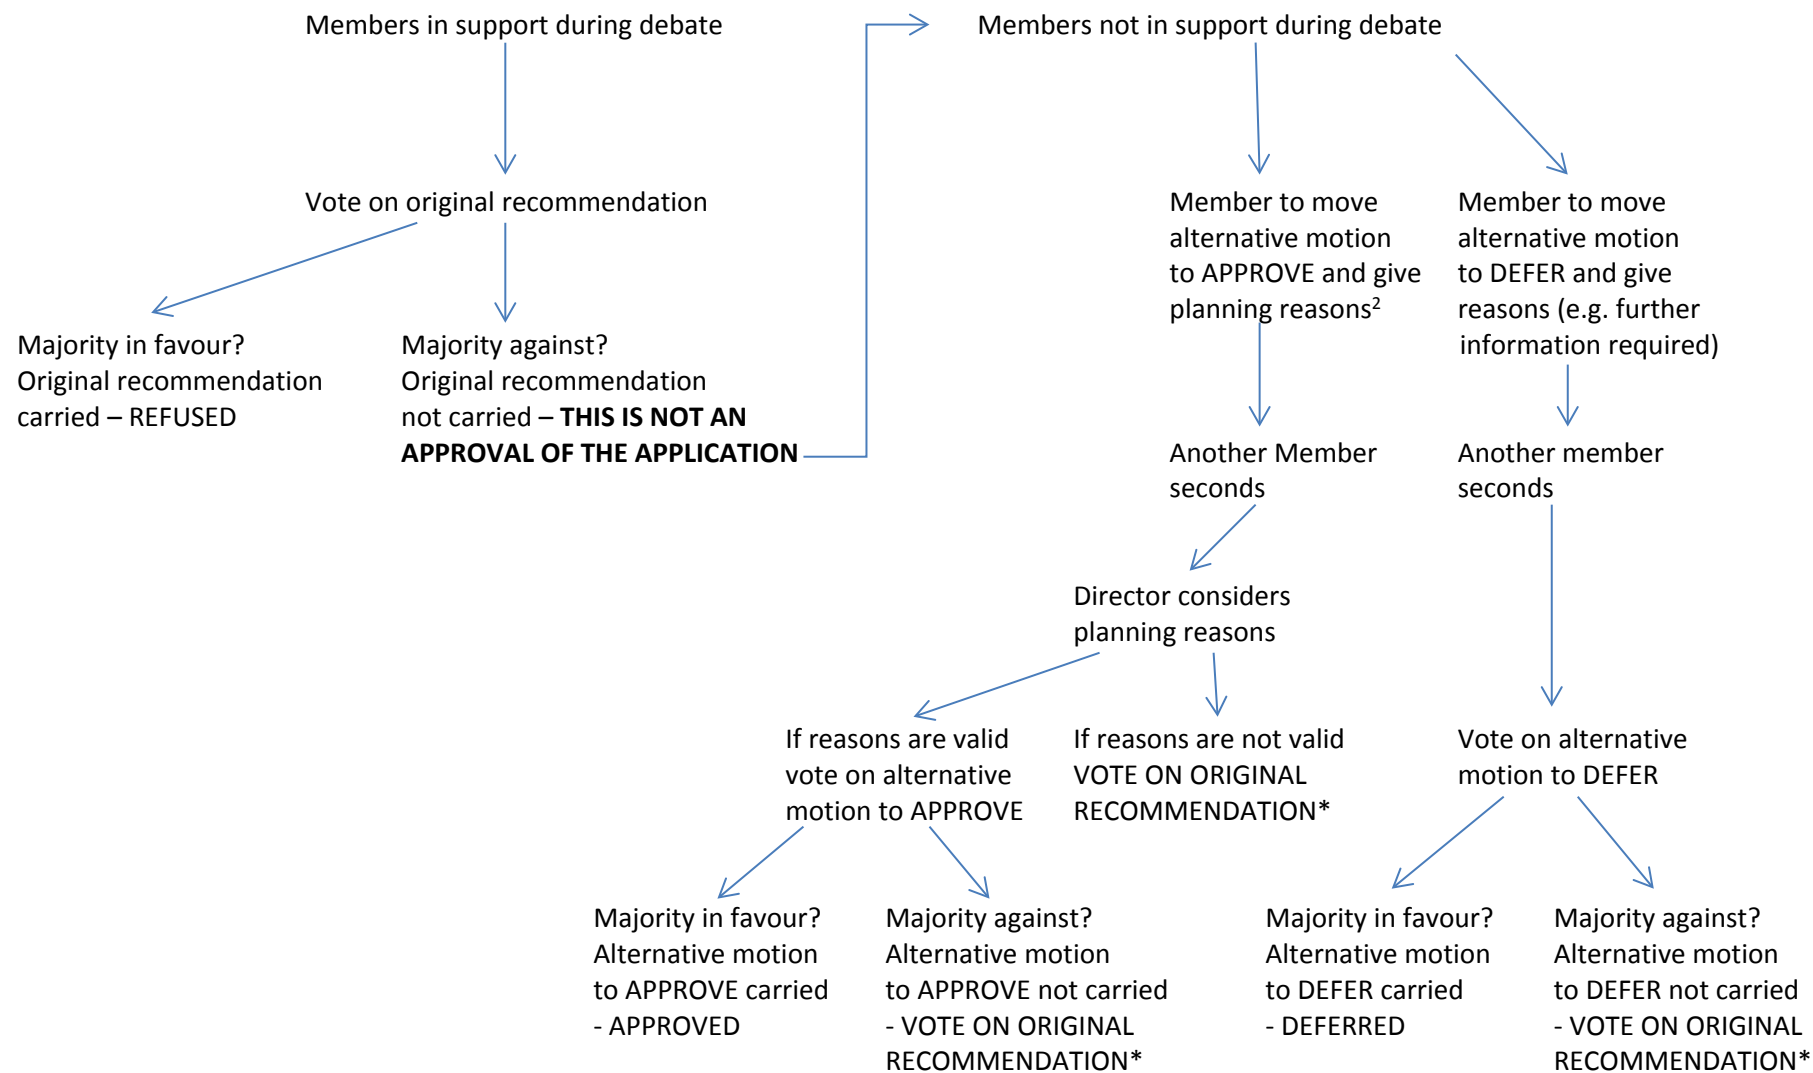 Members in support during debate
Members not in support during debate
Vote on original recommendation
Member to move
alternative motion
to APPROVE and give
planning reasons²
Member to move
alternative motion
to DEFER and give
reasons (e.g. further
information required)
Majority in favour?
Original recommendation
carried – REFUSED
Majority against?
Original recommendation
not carried – THIS IS NOT AN
APPROVAL OF THE APPLICATION
Another Member
seconds
Another member
seconds
Director considers
planning reasons
If reasons are valid
vote on alternative
motion to APPROVE
If reasons are not valid
VOTE ON ORIGINAL
RECOMMENDATION*
Vote on alternative
motion to DEFER
Majority in favour?
Alternative motion
to APPROVE carried
- APPROVED
Majority against?
Alternative motion
to APPROVE not carried
- VOTE ON ORIGINAL
RECOMMENDATION*
Majority in favour?
Alternative motion
to DEFER carried
- DEFERRED
Majority against?
Alternative motion
to DEFER not carried
- VOTE ON ORIGINAL
RECOMMENDATION*